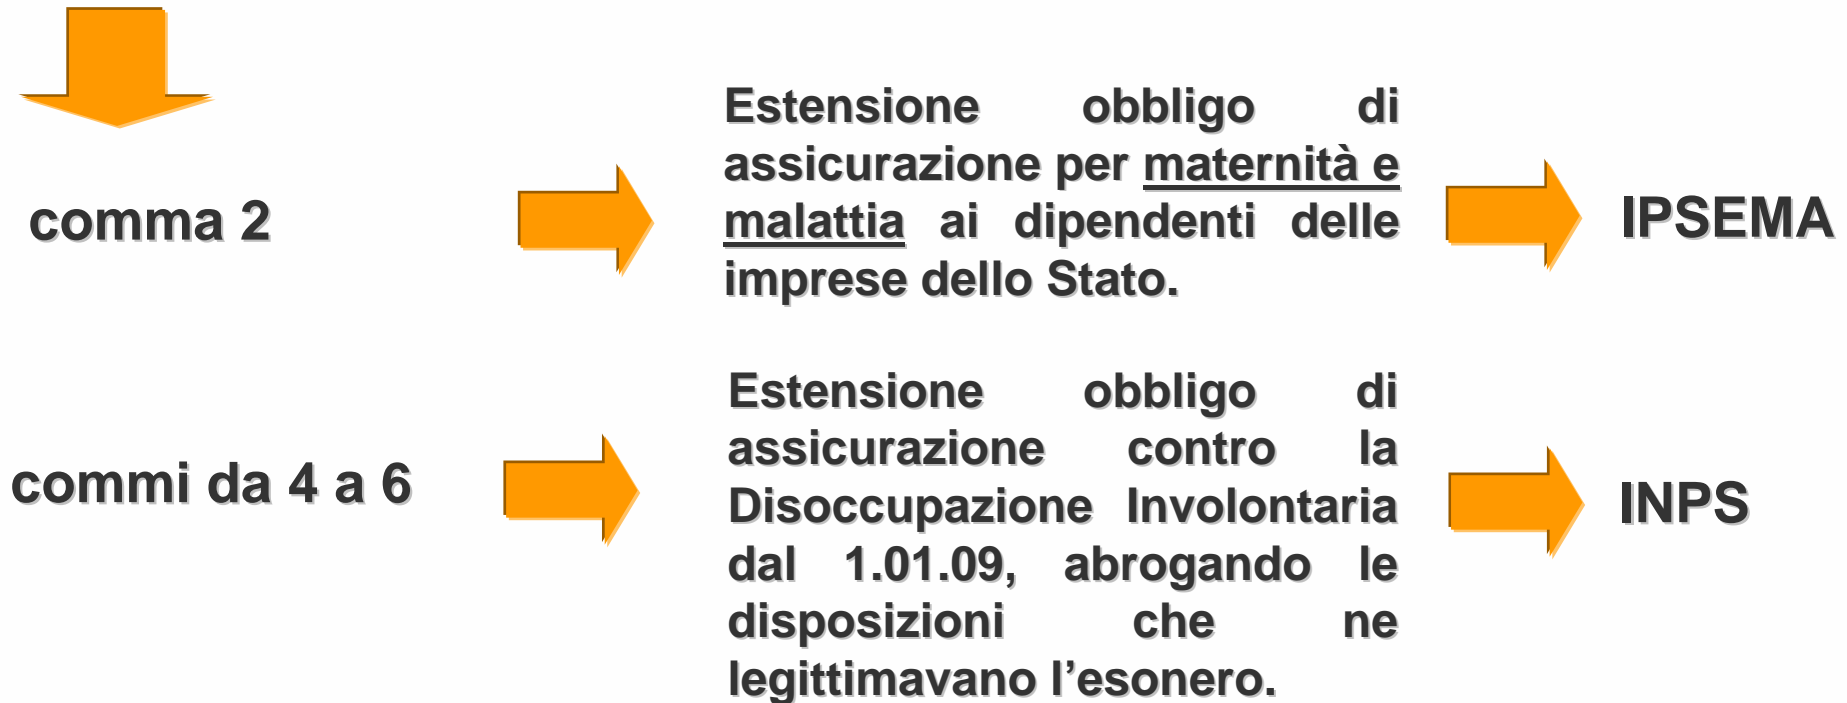 comma 2
Estensione obbligo di
assicurazione per maternità e
malattia ai dipendenti delle
imprese dello Stato.
IPSEMA
commi da 4 a 6
Estensione obbligo di
assicurazione contro la
Disoccupazione Involontaria
dal 1.01.09, abrogando le
disposizioni che ne
legittimavano l’esonero.
INPS